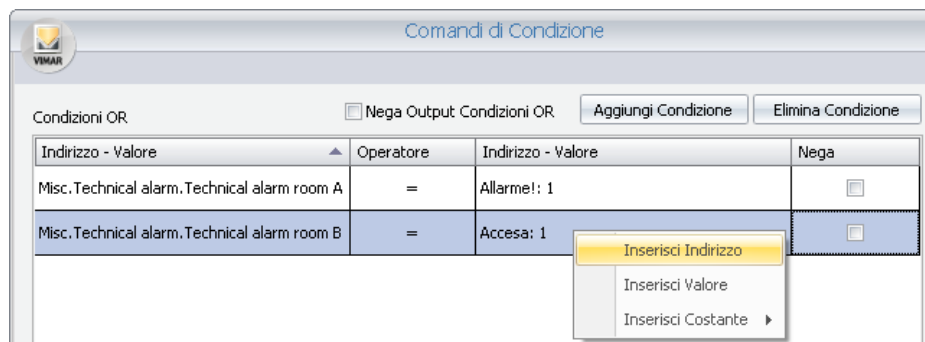 Comandi di Condizione
VIMAR
Condizioni OR
Nega Output Condizioni OR
Aggiungi Condizione
Elimina Condizione
Indirizzo - Valore Operatore Indirizzo - Valore Nega
Misc.Technical alarm.Technical alarm room A = Allarme!: 1
Misc.Technical alarm.Technical alarm room B = Accesa: 1
Inserisci Indirizzo
Inserisci Valore
Inserisci Costante